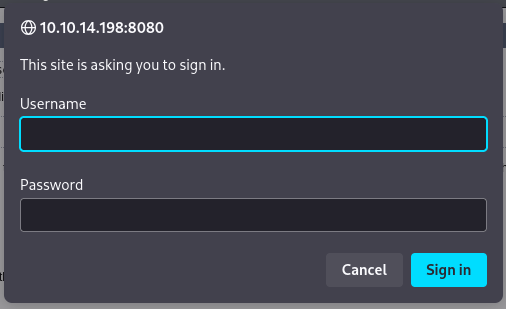 10.10.14.198:8080
This site is asking you to sign in.
Username
Password
Cancel Sign in